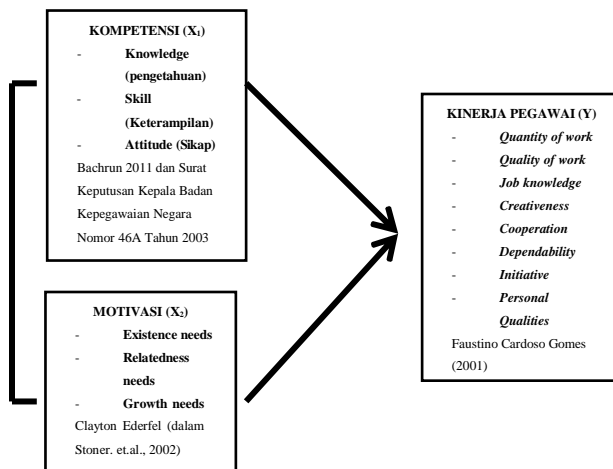 KOMPETENSI (X₁)
- Knowledge
(pengetahuan)
- Skill
(Keterampilan)
- Attitude (Sikap)
Bachrun 2011 dan Surat
Keputusan Kepala Badan
Kepegawaian Negara
Nomor 46A Tahun 2003
MOTIVASI (X₂)
- Existence needs
- Relatedness
needs
- Growth needs
Clayton Ederfel (dalam
Stoner. et.al., 2002)
KINERJA PEGAWAI (Y)
- Quantity of work
- Quality of work
- Job knowledge
- Creativeness
- Cooperation
- Dependability
- Initiative
- Personal
Qualities
Faustino Cardoso Gomes
(2001)